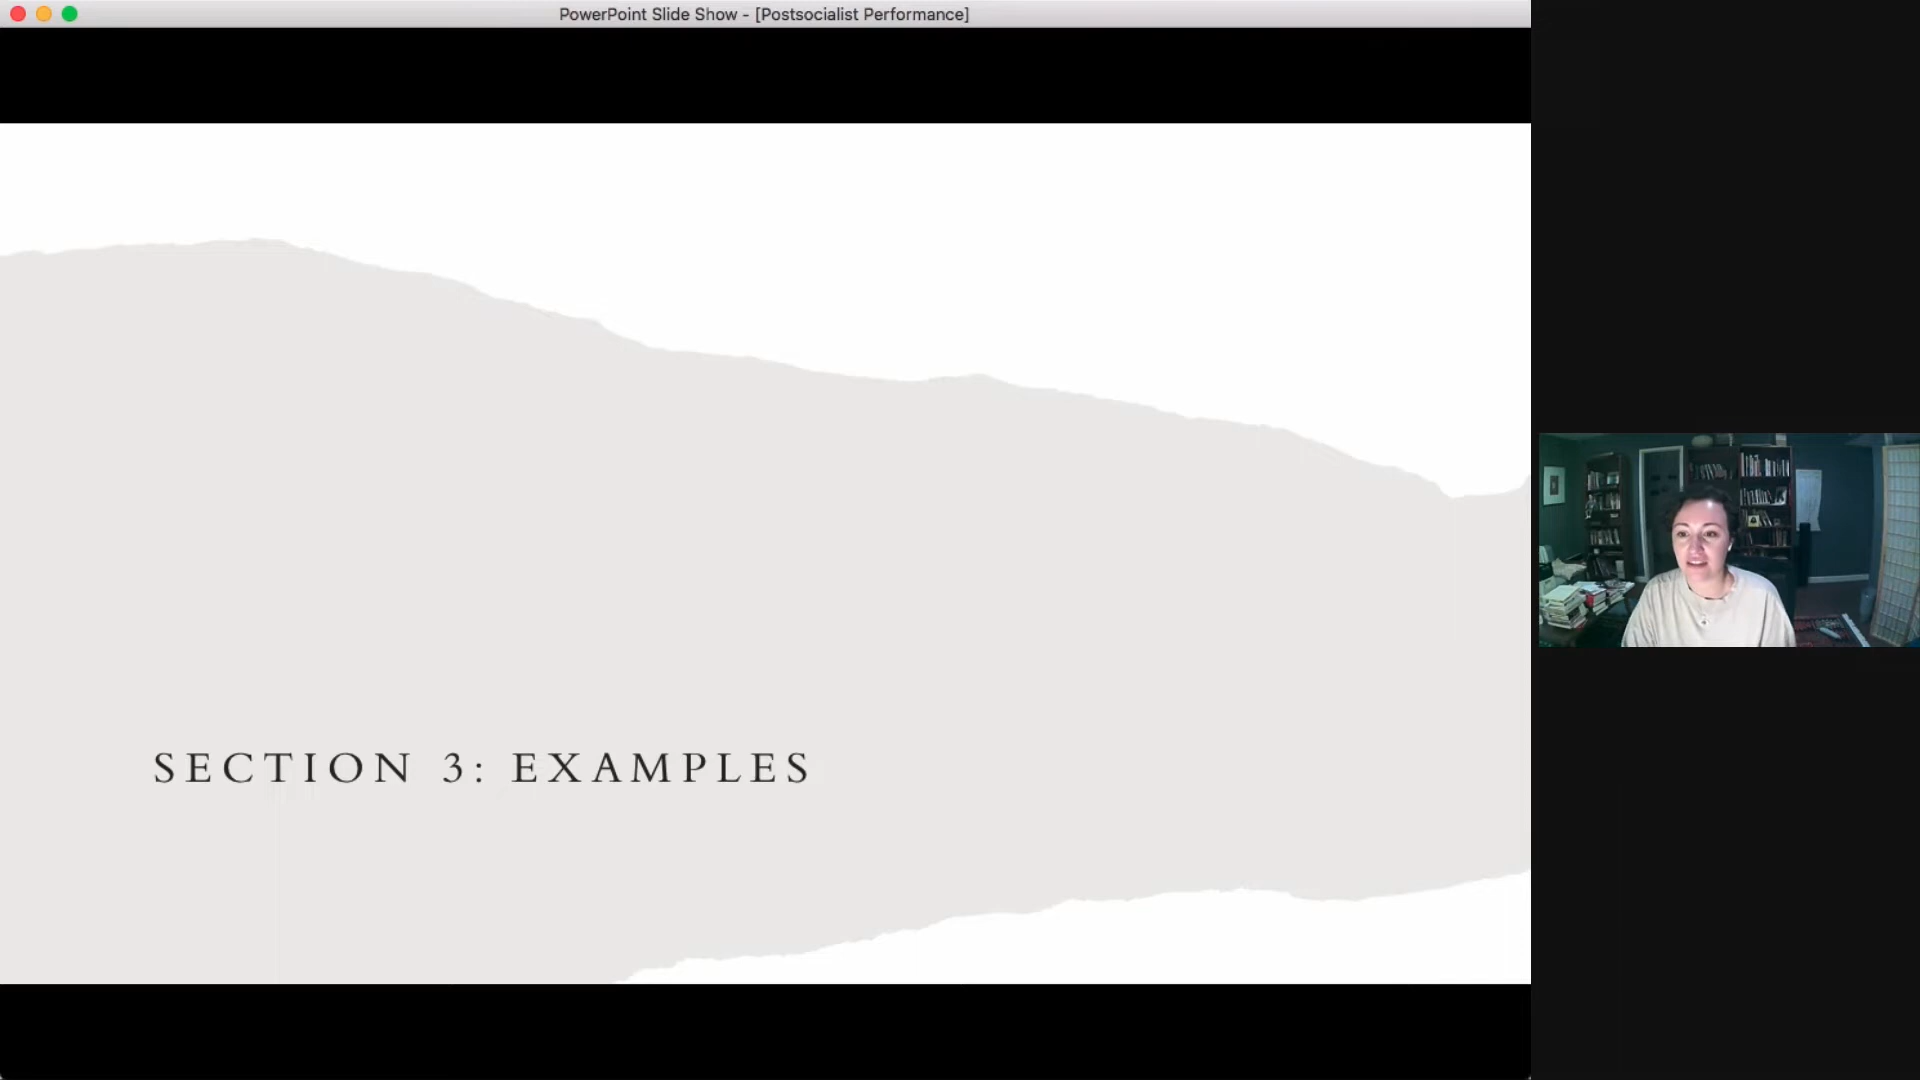 PowerPoint Slide Show - [Postsocialist Performance]
SECTION 3: EXAMPLES